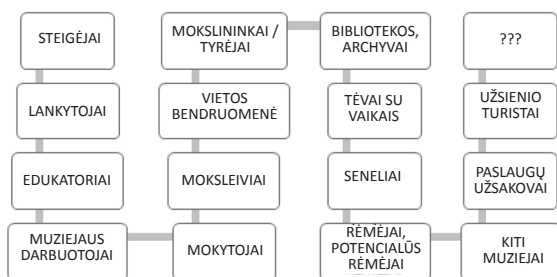 STEIGĖJAI
LANKYTOJAI
EDUKATORIAI
MUZIEJAUS
DARBUOTOJAI
MOKYTOJAI
MOKSLEIVIAI
VIETOS
BENDRUOMENĖ
MOKSLININKAI /
TYRĖJAI
BIBLIOTEKOS,
ARCHYVAI
TĖVAI SU
VAIKAIS
SENELIAI
RĖMĖJAI,
POTENCIALŪS
RĖMĖJAI
KITI
MUZIEJAI
PASLAUGŲ
UŽSAKOVAI
UŽSIENIO
TURISTAI
???